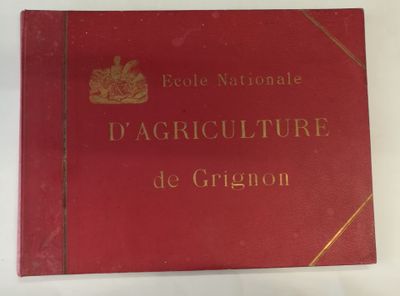 Ecole Nationale
D'AGRICULTURE
de Grignon